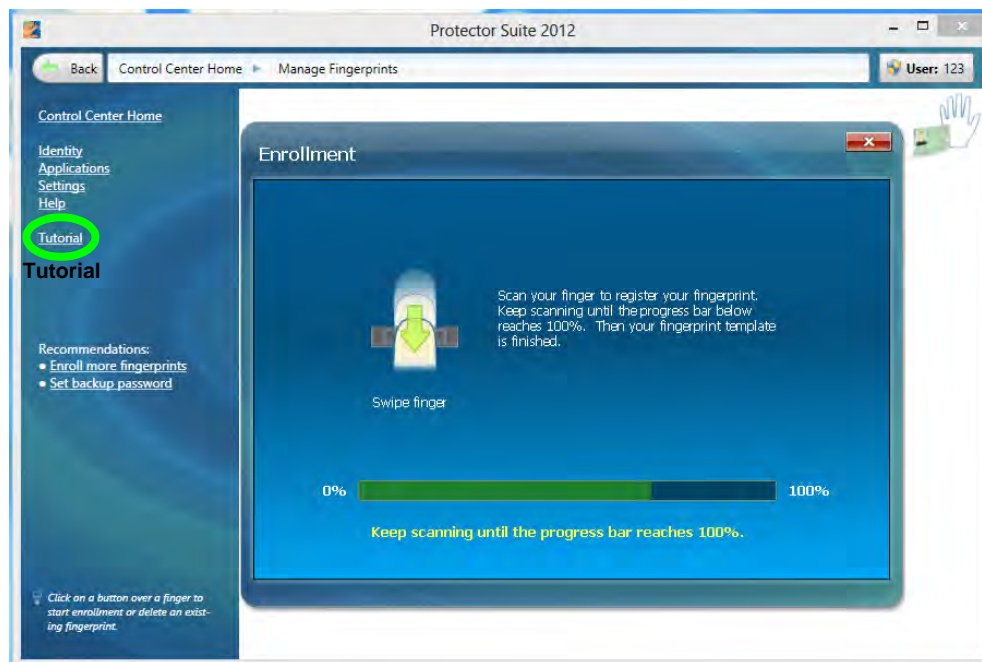 Protector Suite 2012
Back
Control Center Home
Manage Fingerprints
User: 123
Control Center Home
Identity
Applications
Settings
Help
Tutorial
Tutorial
Recommendations:
• Enroll more fingerprints
• Set backup password
Click on a button over a finger to
start enrollment or delete an exist-
ing fingerprint.
Enrollment
Scan your finger to register your fingerprint.
Keep scanning until the progress bar below
reaches 100%. Then your fingerprint template
is finished.
Swipe finger
0%
100%
Keep scanning until the progress bar reaches 100%.